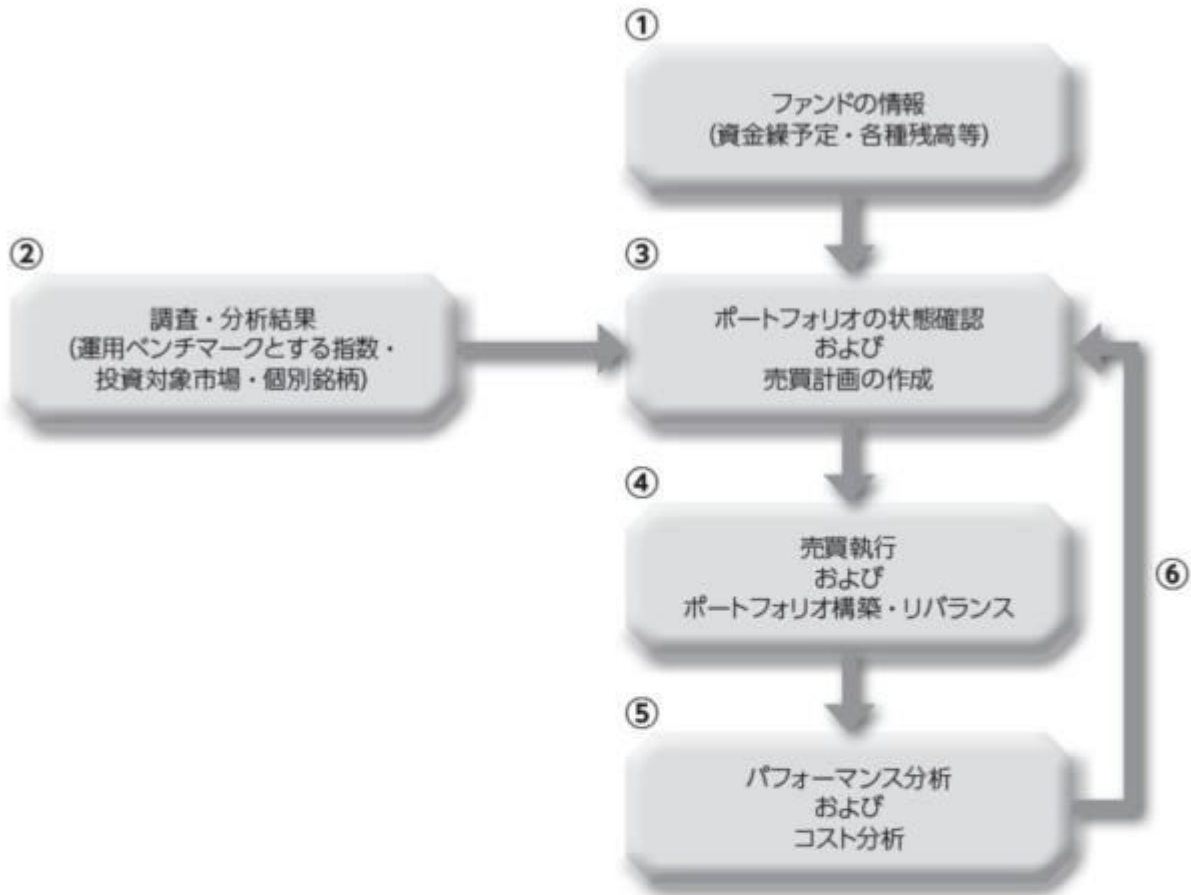 ①
ファンドの情報
(資金繰予定・各種残高等)
②
調査・分析結果
(運用ベンチマークとする指数・
投資対象市場・個別銘柄)
③
ポートフォリオの状態確認
および
売買計画の作成
④
売買執行
および
ポートフォリオ構築・リバランス
⑥
⑤
パフォーマンス分析
および
コスト分析